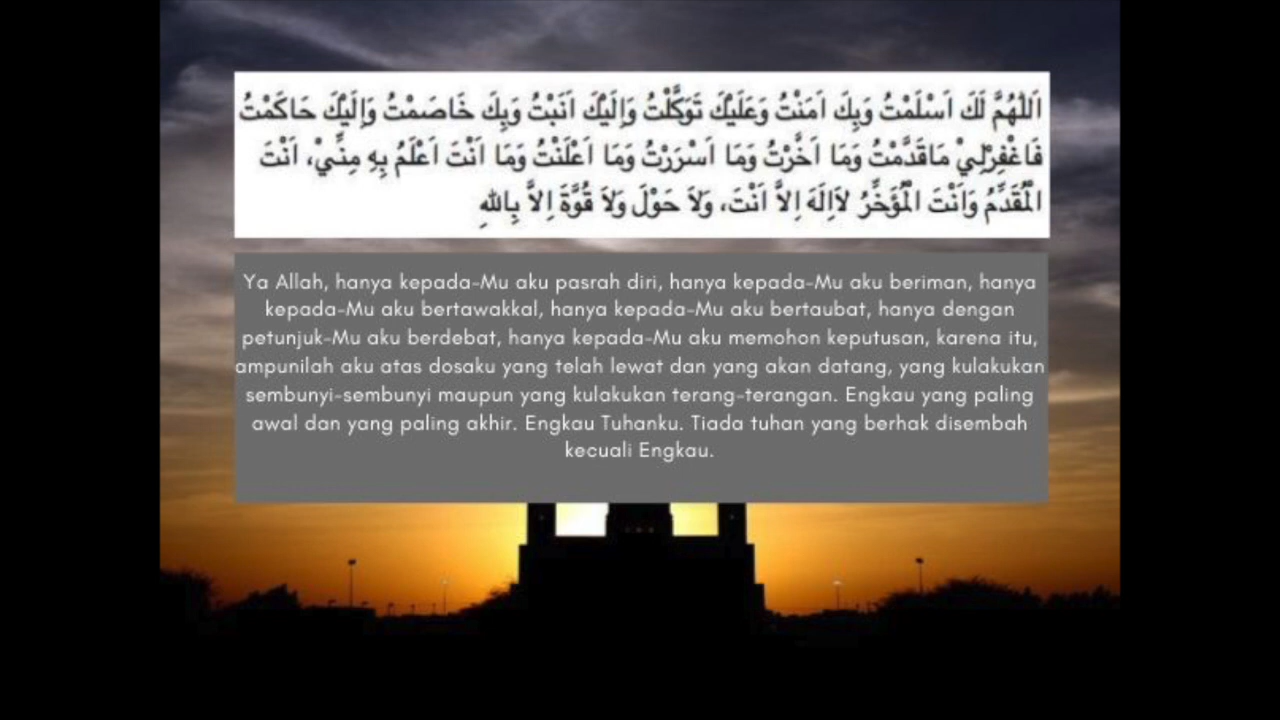 اَللّٰهُمَّ لَكَ اَسْلَمْتُ وَبِكَ اَمَنْتُ وَعَلَيْكَ تَوَكَّلْتُ وَاِلَيْكَ اَنَبْتُ وَبِكَ خَاصَمْتُ وَاِلَيْكَ حَاكَمْتُ
فَاغْفِرْلِيْ مَاقَدَّمْتُ وَمَا اَخَّرْتُ وَمَا اَسْرَرْتُ وَمَا اَعْلَنْتُ وَمَا اَنْتَ اَعْلَمُ بِهِ مِنِّيْ، اَنْتَ
الْمُقَدِّمُ وَاَنْتَ الْمُؤَخِّرُ لاَاِلَهَ اِلاَّ اَنْتَ، وَلاَ حَوْلَ وَلاَ قُوَّةَ اِلاَّ بِاللهِ
Ya Allah, hanya kepada-Mu aku pasrah diri, hanya kepada-Mu aku beriman, hanya
kepada-Mu aku bertawakkal, hanya kepada-Mu aku bertaubat, hanya dengan
petunjuk-Mu aku berdebat, hanya kepada-Mu aku memohon keputusan, karena itu,
ampunilah aku atas dosaku yang telah lewat dan yang akan datang, yang kulakukan
sembunyi-sembunyi maupun yang kulakukan terang-terangan. Engkau yang paling
awal dan yang paling akhir. Engkau Tuhanku. Tiada tuhan yang berhak disembah
kecuali Engkau.